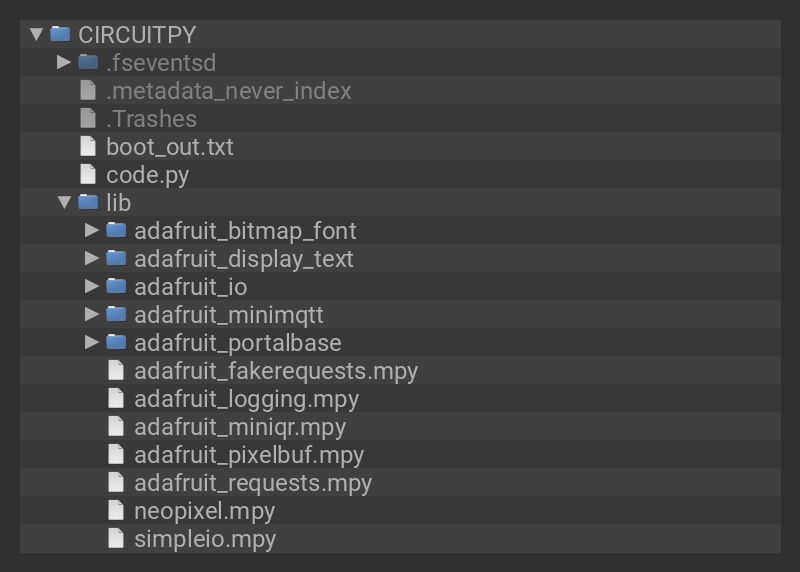 CIRCUITPY
.fseventsd
.metadata_never_index
.Trashes
boot_out.txt
code.py
lib
adafruit_bitmap_font
adafruit_display_text
adafruit_io
adafruit_minimqtt
adafruit_portalbase
adafruit_fakerequests.mpy
adafruit_logging.mpy
adafruit_miniqr.mpy
adafruit_pixelbuf.mpy
adafruit_requests.mpy
neopixel.mpy
simpleio.mpy